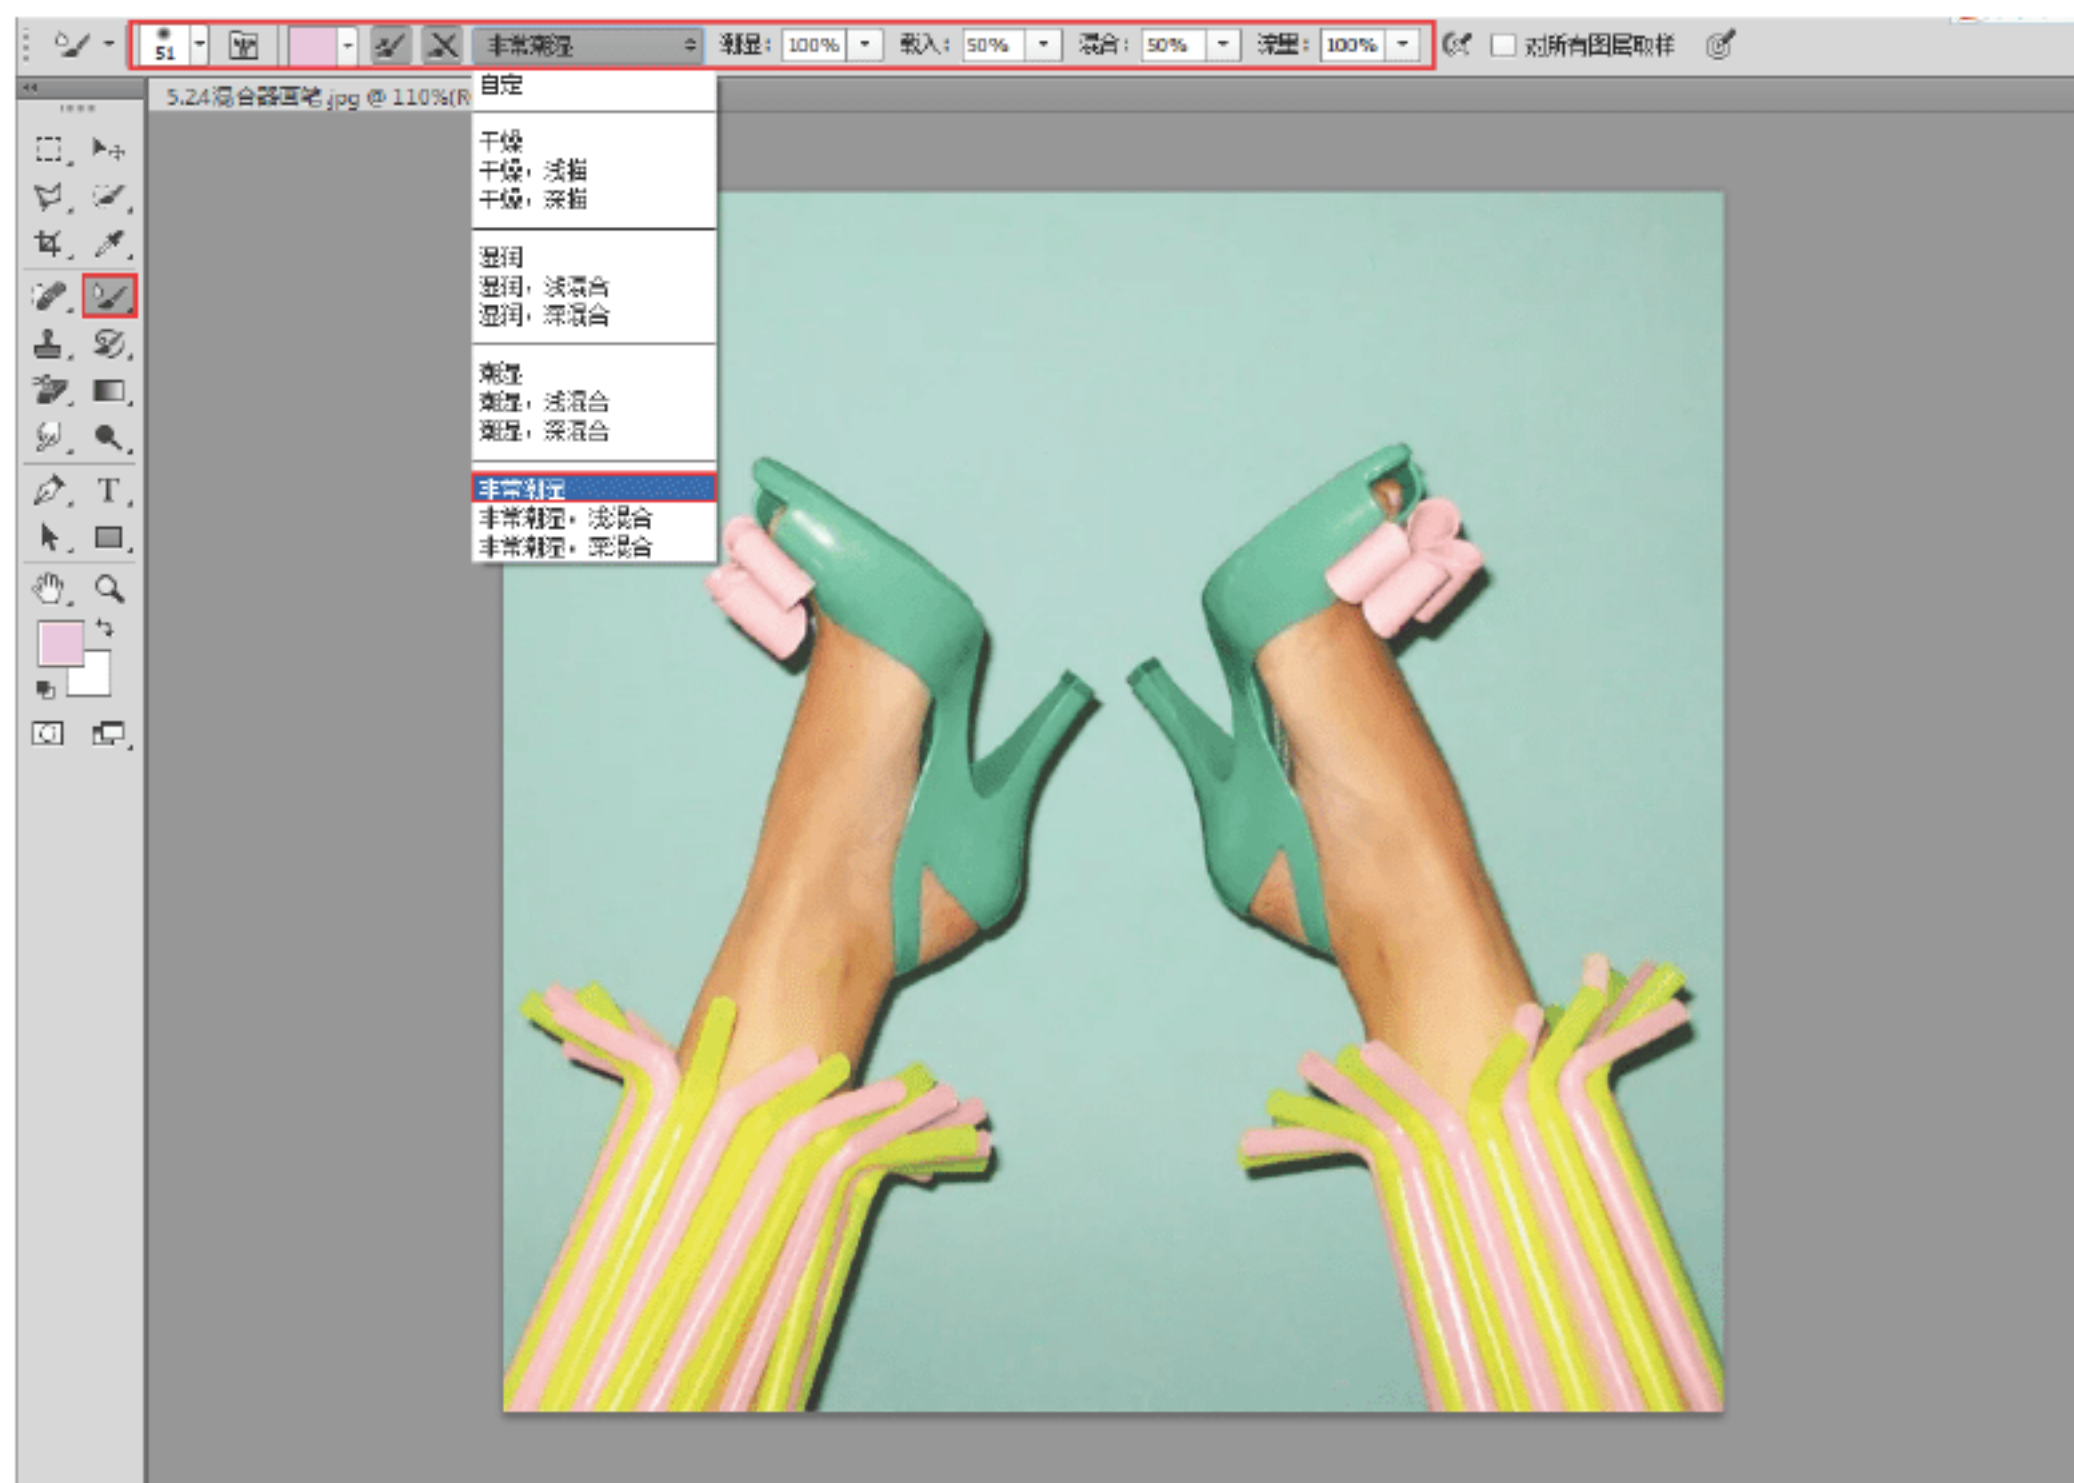 51 非常潮湿 潮湿: 100% 载入: 50% 混合: 50% 流量: 100% 对所有图层取样
5.24混合器画笔.jpg @ 110%(R
自定
干燥
干燥，浅描
干燥，深描
湿润
湿润，浅混合
湿润，深混合
潮湿
潮湿，浅混合
潮湿，深混合
非常潮湿
非常潮湿，浅混合
非常潮湿，深混合
T